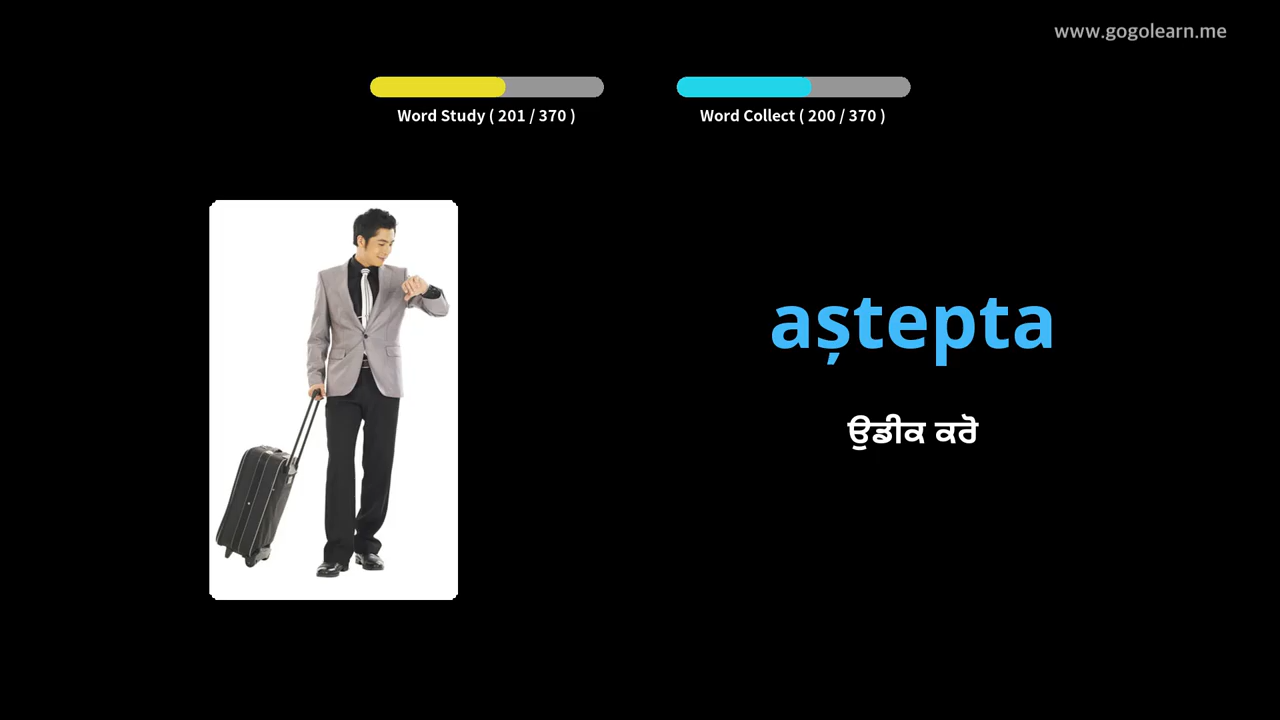 www.gogolearn.me
Word Study ( 201 / 370 )
Word Collect ( 200 / 370 )
aștepta
ਉਡੀਕ ਕਰੋ